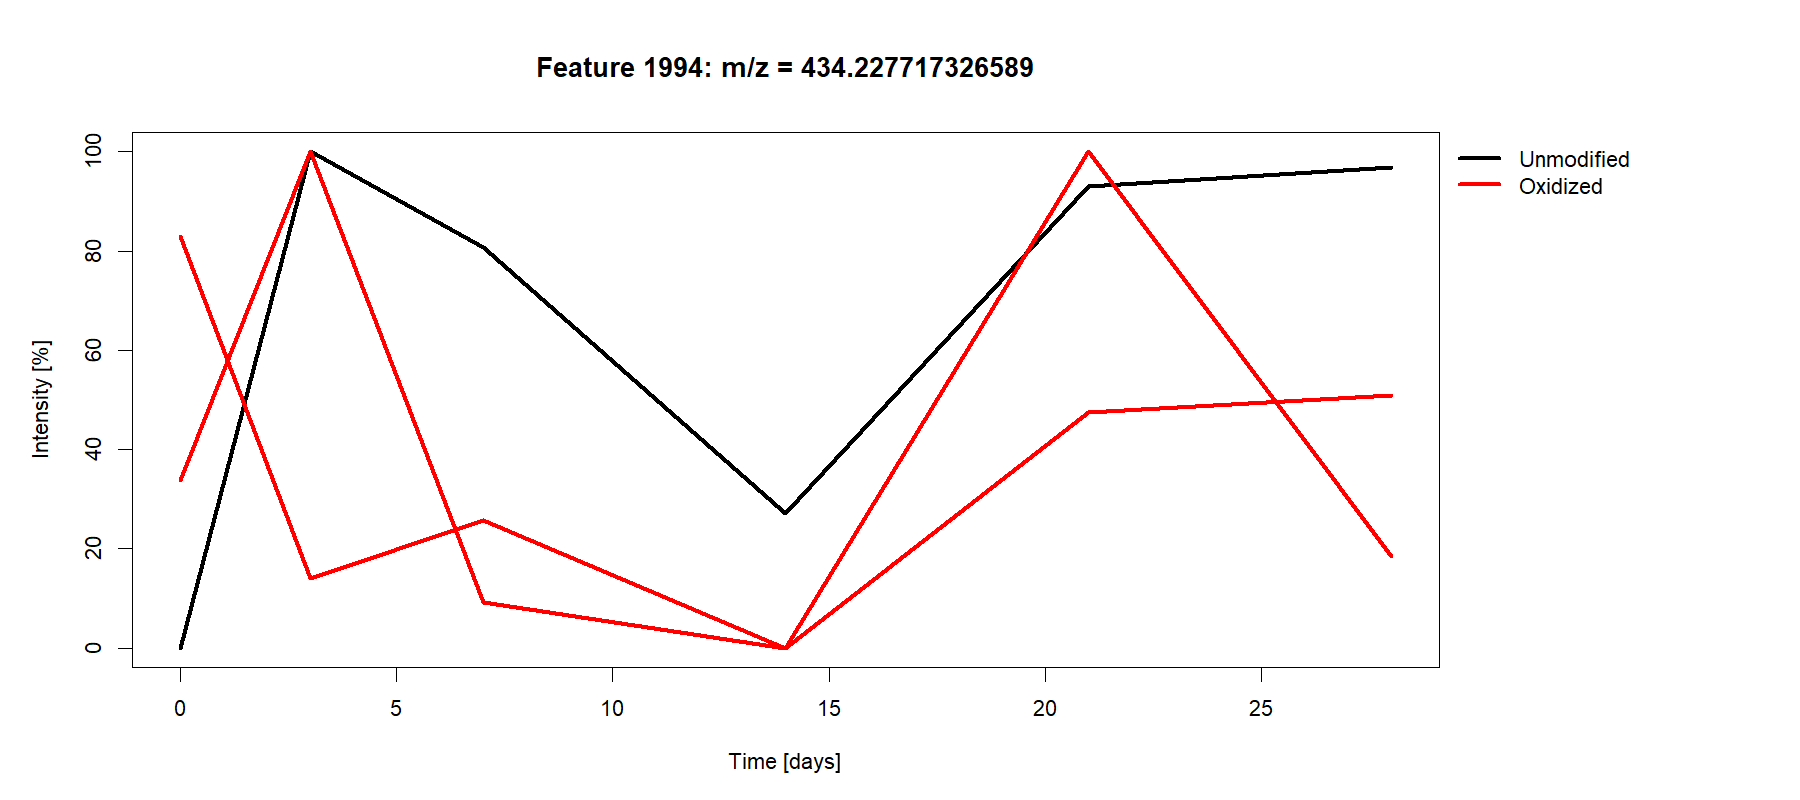 Feature 1994: m/z = 434.227717326589
Unmodified
Oxidized
Intensity [%]
100
80
60
40
20
0
0 5 10 15 20 25
Time [days]